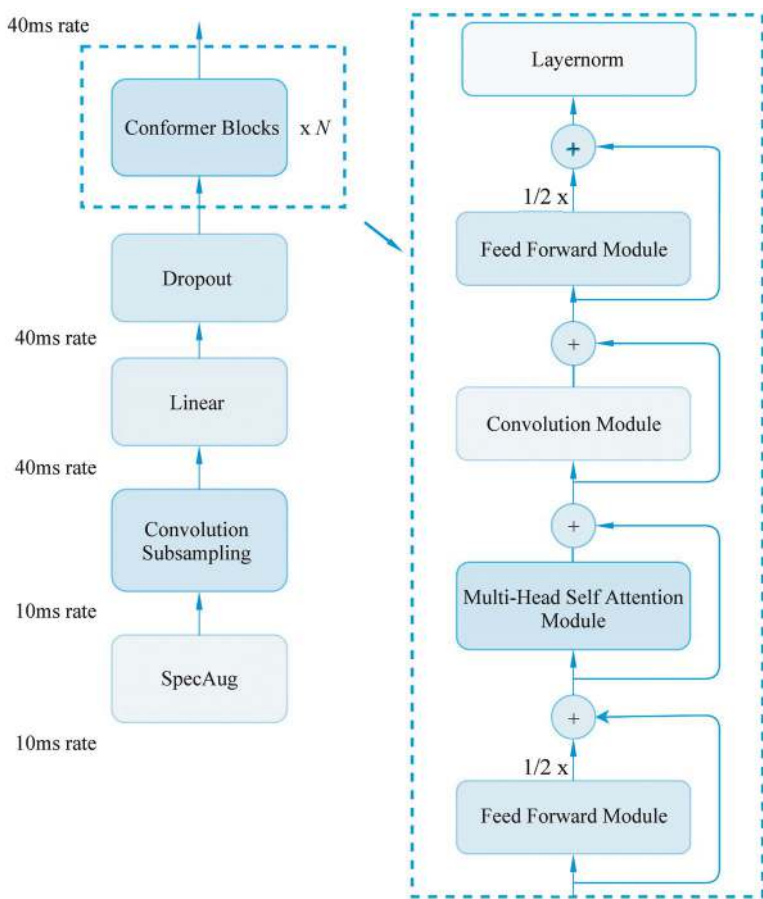 40ms rate
Conformer Blocks
x N
Dropout
40ms rate
Linear
40ms rate
Convolution
Subsampling
10ms rate
SpecAug
10ms rate
Layernorm
+
1/2 x
Feed Forward Module
+
Convolution Module
+
Multi-Head Self Attention
Module
+
1/2 x
Feed Forward Module